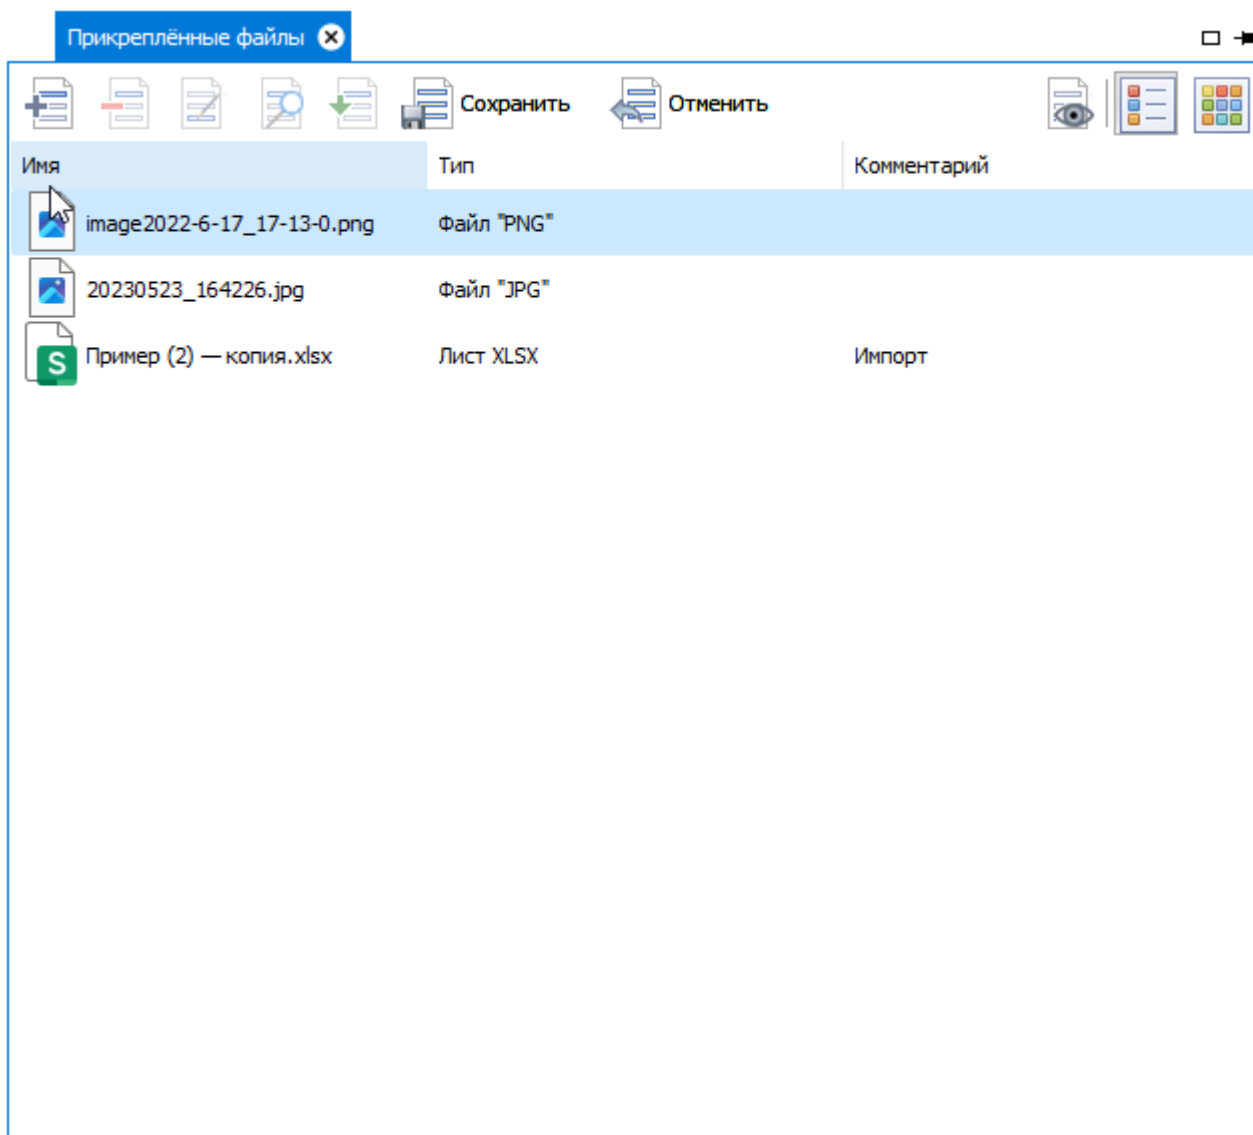 Прикреплённые файлы
Сохранить Отменить
Имя Тип Комментарий
image2022-6-17_17-13-0.png Файл "PNG"
20230523_164226.jpg Файл "JPG"
S Пример (2) — копия.xlsx Лист XLSX Импорт